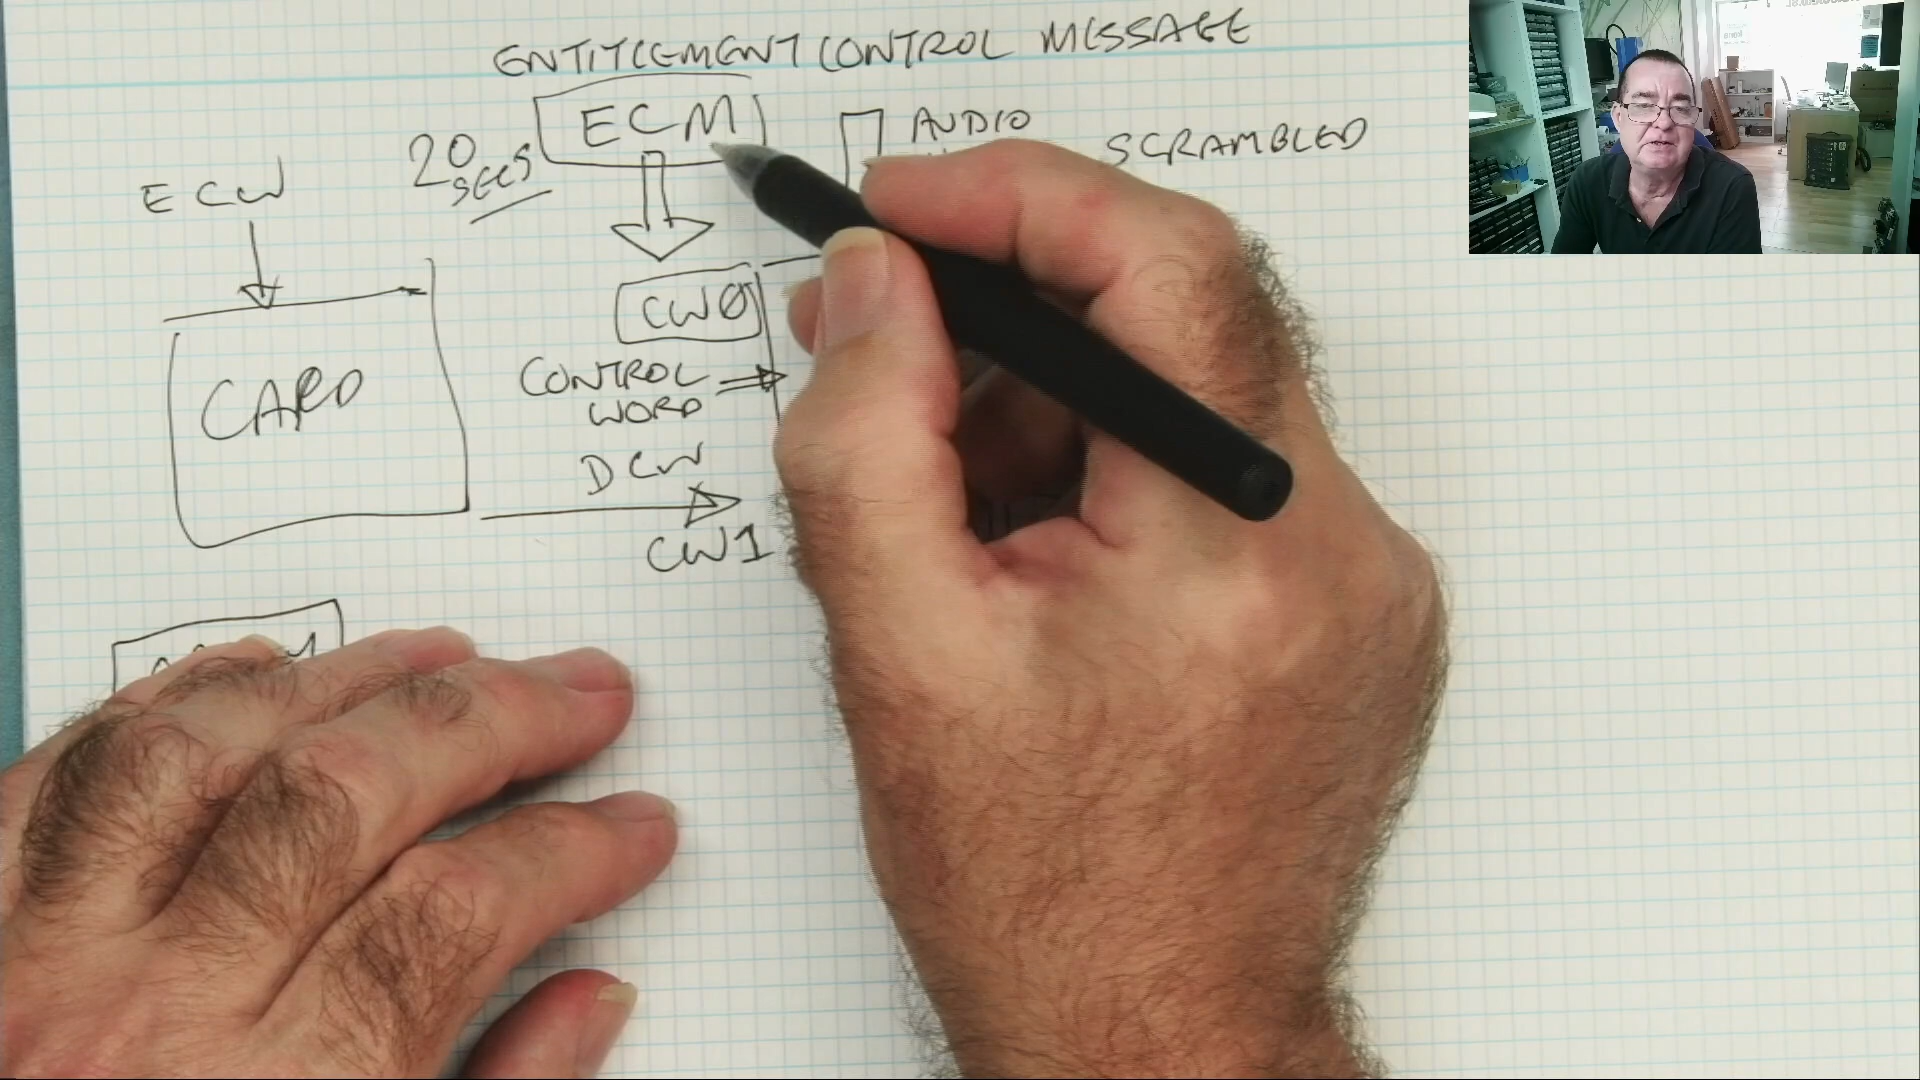 ENTITLEMENT CONTROL MESSAGE
ECM
AUDIO
SCRAMBLED
20
SECS
ECW
CW0
CARD
CONTROL
WORD
DCW
CW1